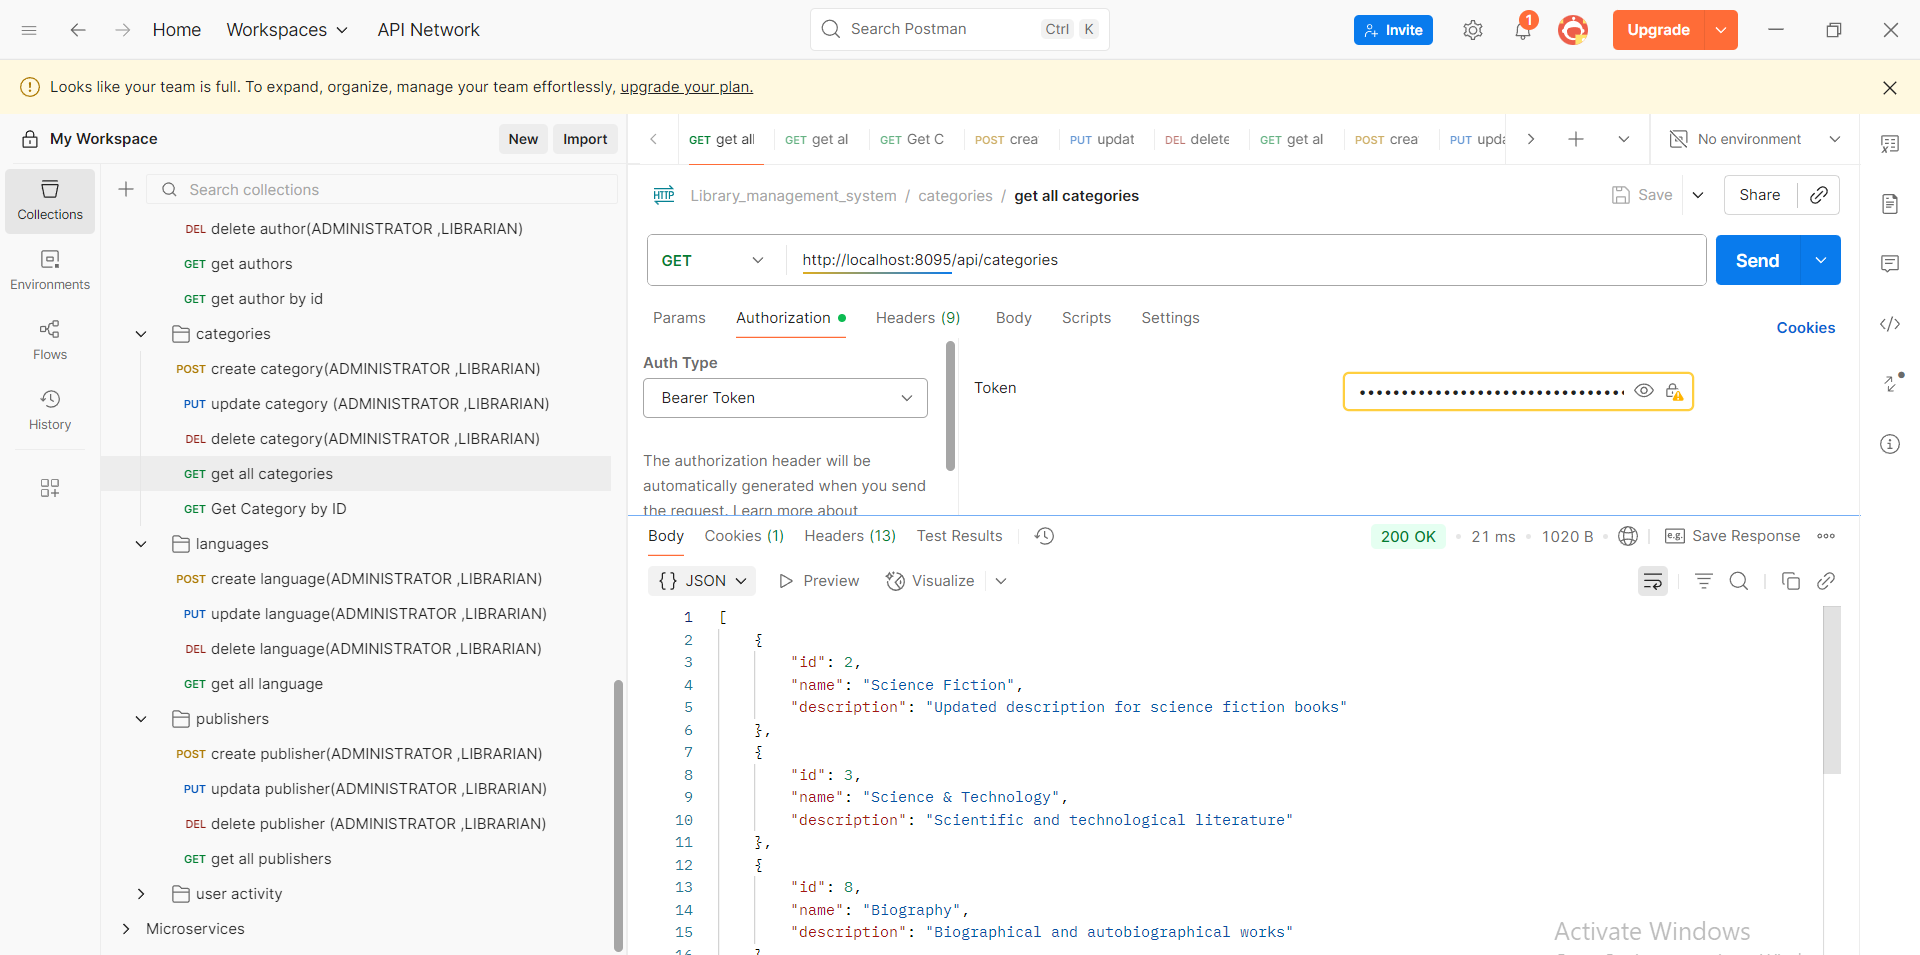 Home Workspaces API Network Search Postman Ctrl K Invite 1 Upgrade
Looks like your team is full. To expand, organize, manage your team effortlessly, upgrade your plan.
My Workspace New Import
GET get all GET get al GET Get C POST crea PUT updat DEL delete GET get al POST crea PUT upda No environment
Collections
Environments
Flows
History
Search collections
DEL delete author(ADMINISTRATOR ,LIBRARIAN)
GET get authors
GET get author by id
categories
POST create category(ADMINISTRATOR ,LIBRARIAN)
PUT update category (ADMINISTRATOR ,LIBRARIAN)
DEL delete category(ADMINISTRATOR ,LIBRARIAN)
GET get all categories
GET Get Category by ID
languages
POST create language(ADMINISTRATOR ,LIBRARIAN)
PUT update language(ADMINISTRATOR ,LIBRARIAN)
DEL delete language(ADMINISTRATOR ,LIBRARIAN)
GET get all language
publishers
POST create publisher(ADMINISTRATOR ,LIBRARIAN)
PUT updata publisher(ADMINISTRATOR ,LIBRARIAN)
DEL delete publisher (ADMINISTRATOR ,LIBRARIAN)
GET get all publishers
user activity
Microservices
HTTP Library_management_system / categories / get all categories Save Share
GET http://localhost:8095/api/categories Send
Params Authorization Headers (9) Body Scripts Settings Cookies
Auth Type
Bearer Token
The authorization header will be
automatically generated when you send
the request. Learn more about
Token
Body Cookies (1) Headers (13) Test Results 200 OK 21 ms 1020 B e.g. Save Response
{} JSON Preview Visualize
1 [
2 {
3 "id": 2,
4 "name": "Science Fiction",
5 "description": "Updated description for science fiction books"
6 },
7 {
8 "id": 3,
9 "name": "Science & Technology",
10 "description": "Scientific and technological literature"
11 },
12 {
13 "id": 8,
14 "name": "Biography",
15 "description": "Biographical and autobiographical works"
16 }
Activate Windows